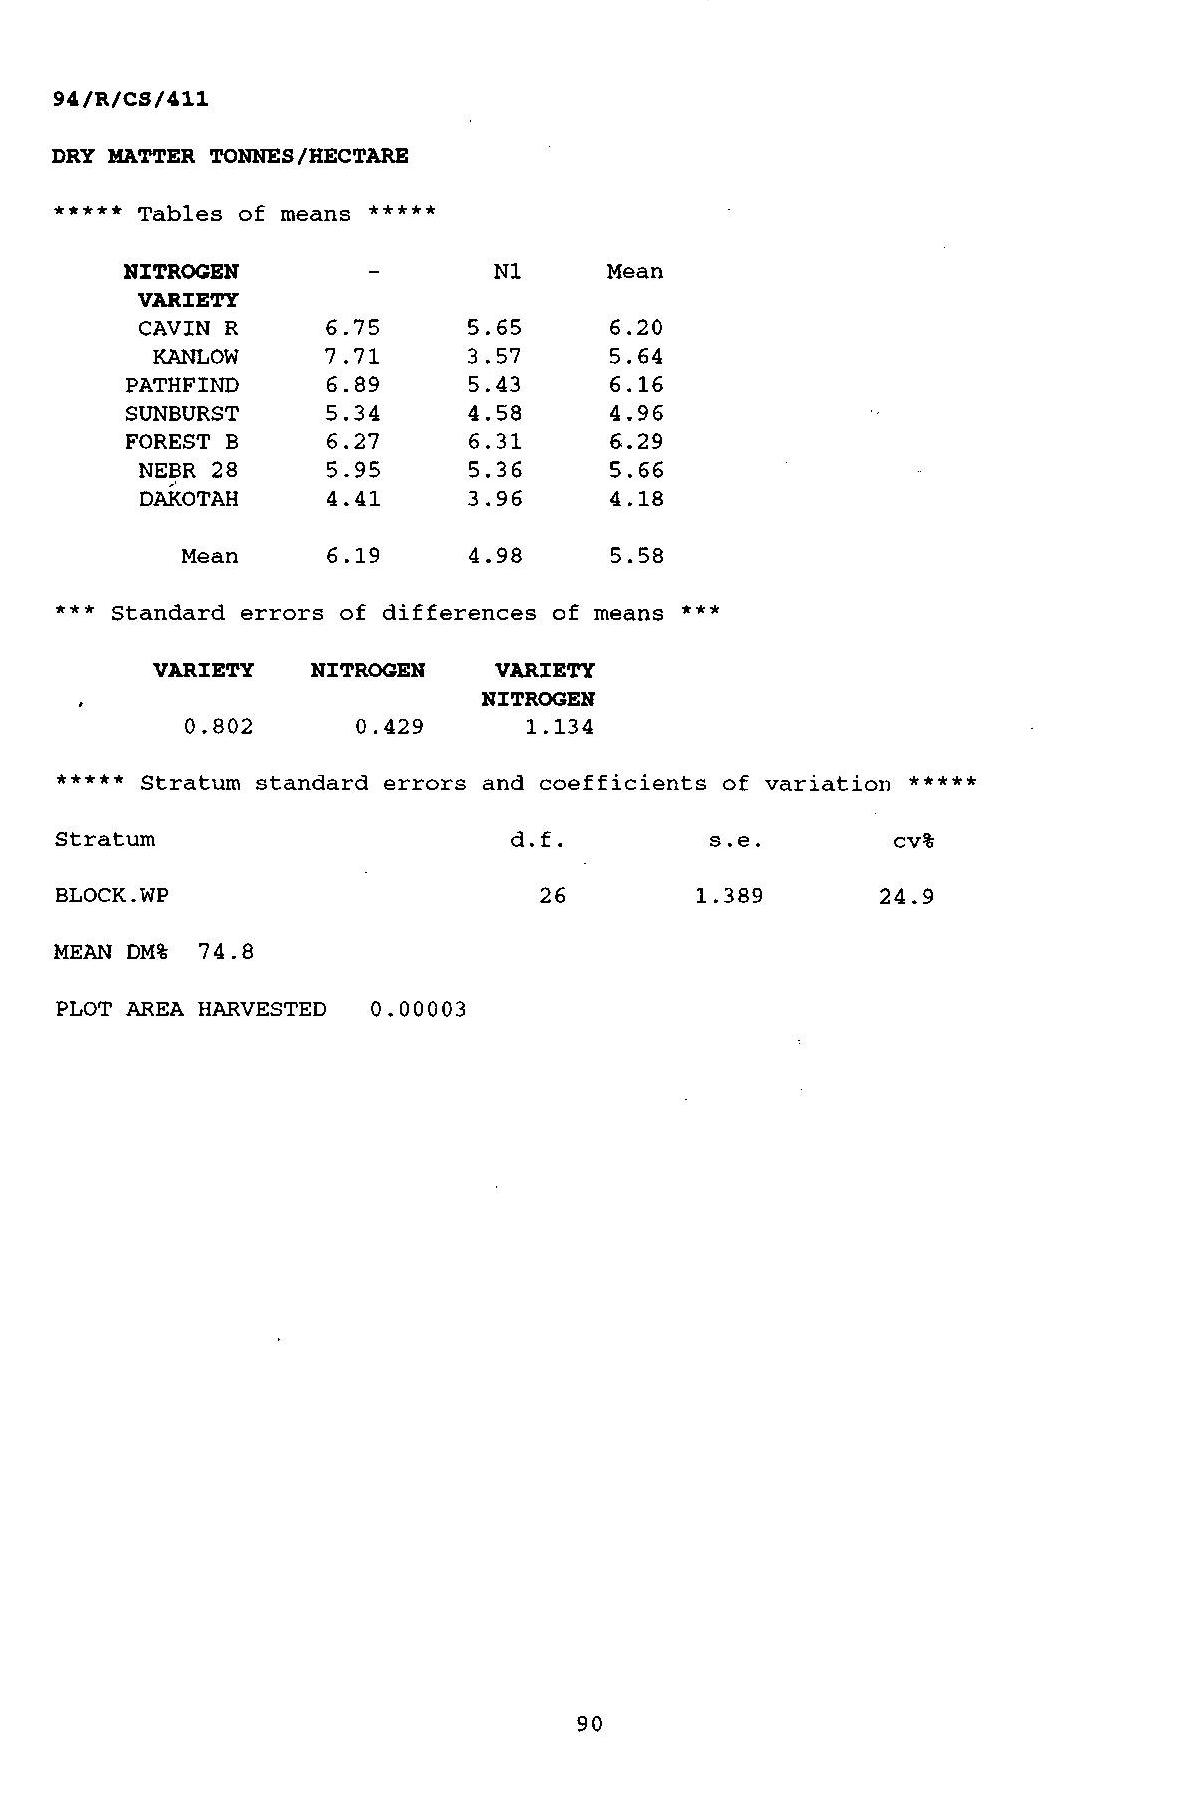 94/R/CS/411
DRY MATTER TONNES/HECTARE
***** Tables of means *****
NITROGEN - N1 Mean
VARIETY
CAVIN R 6.75 5.65 6.20
KANLOW 7.71 3.57 5.64
PATHFIND 6.89 5.43 6.16
SUNBURST 5.34 4.58 4.96
FOREST B 6.27 6.31 6.29
NEBR 28 5.95 5.36 5.66
DAKOTAH 4.41 3.96 4.18
Mean 6.19 4.98 5.58
*** Standard errors of differences of means ***
VARIETY NITROGEN VARIETY
NITROGEN
0.802 0.429 1.134
***** Stratum standard errors and coefficients of variation *****
Stratum d.f. s.e. cv%
BLOCK.WP 26 1.389 24.9
MEAN DM% 74.8
PLOT AREA HARVESTED 0.00003
90